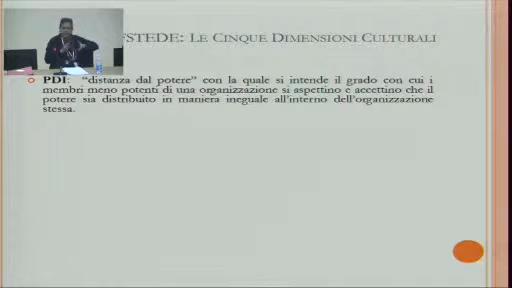 FSTEDE: LE CINQUE DIMENSIONI CULTURALI
PDI: “distanza dal potere” con la quale si intende il grado con cui i
membri meno potenti di una organizzazione si aspettino e accettino che il
potere sia distribuito in maniera ineguale all’interno dell’organizzazione
stessa.